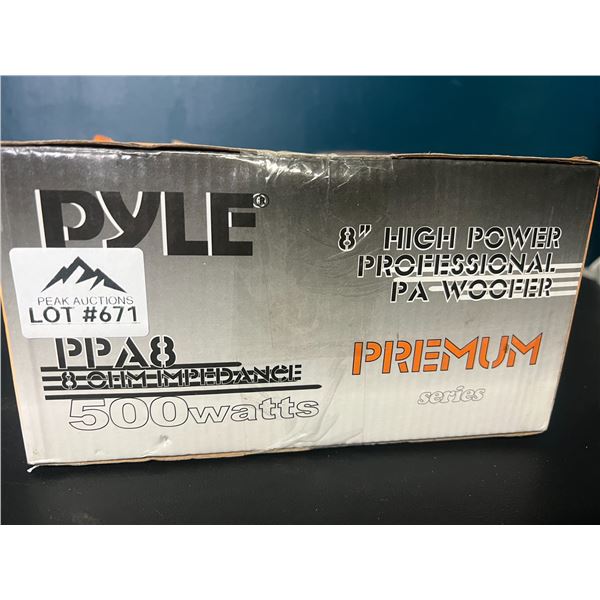 PYLE®
8" HIGH POWER
PROFESSIONAL
PA WOOFER
PEAK AUCTIONS
LOT #671
PPA8
8 OHM IMPEDANCE
500watts
PREMUM
series